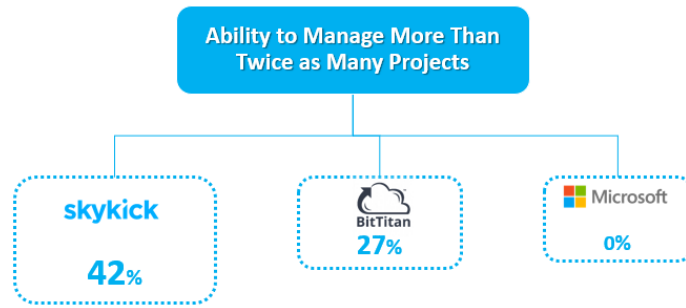 Ability to Manage More Than
Twice as Many Projects
skykick
42%
BitTitan
27%
Microsoft
0%